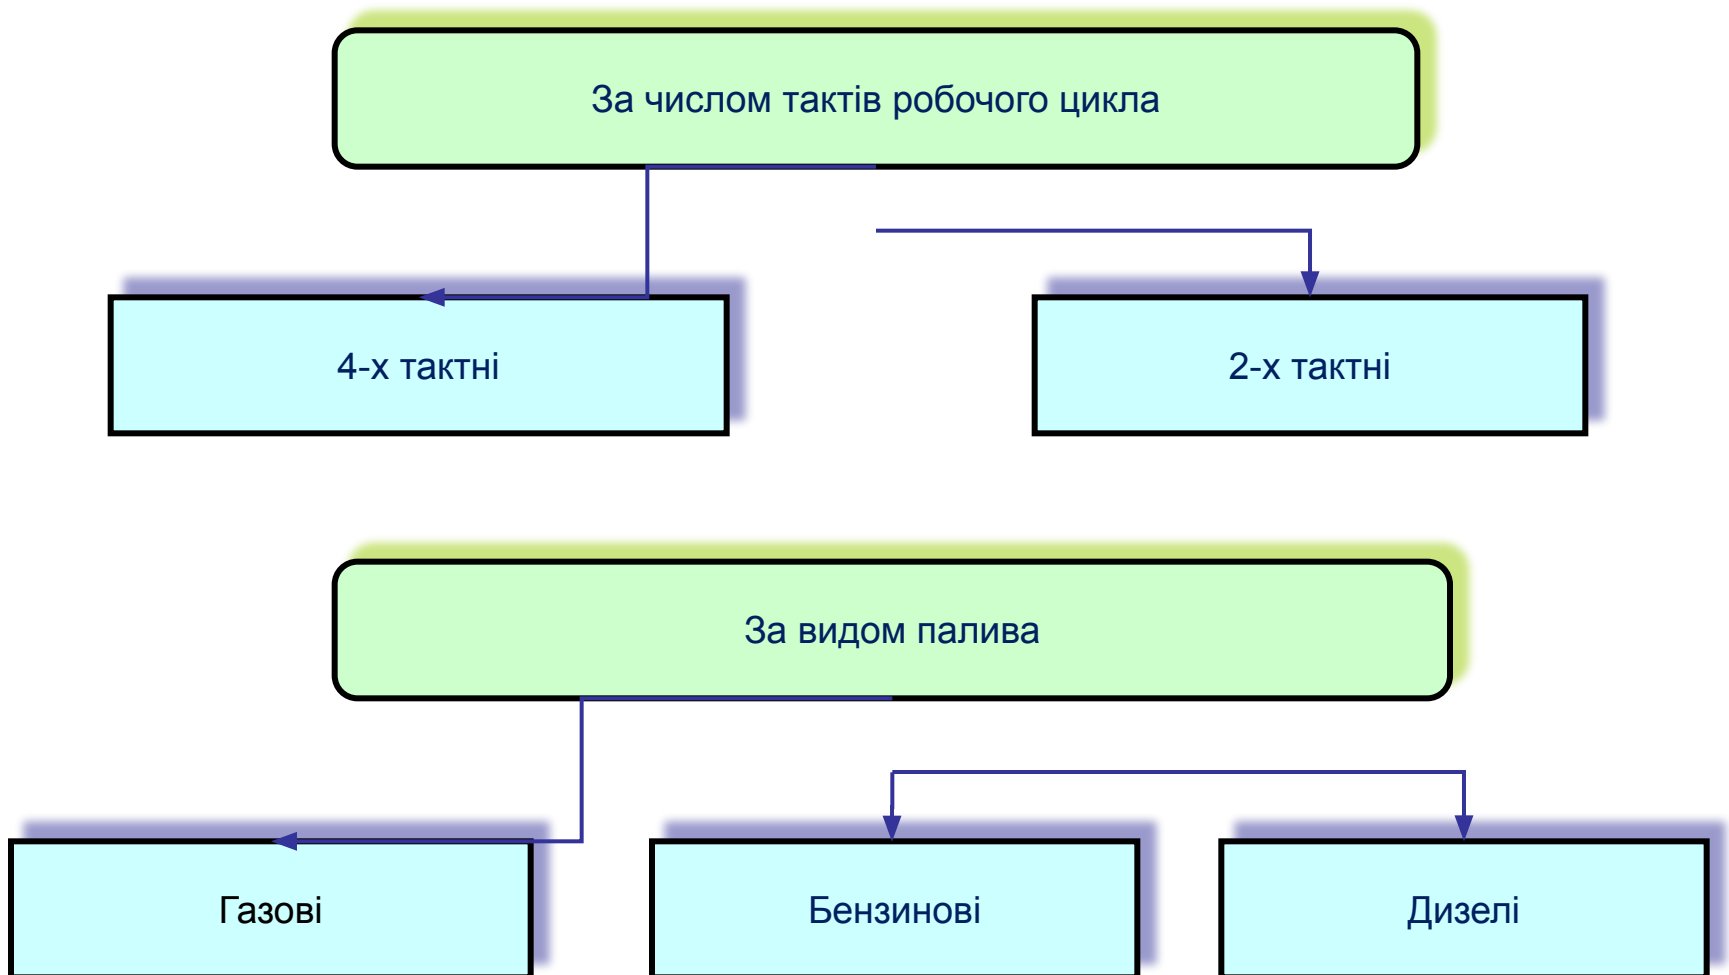 За числом тактів робочого цикла
4-х тактні
2-х тактні
За видом палива
Газові
Бензинові
Дизелі